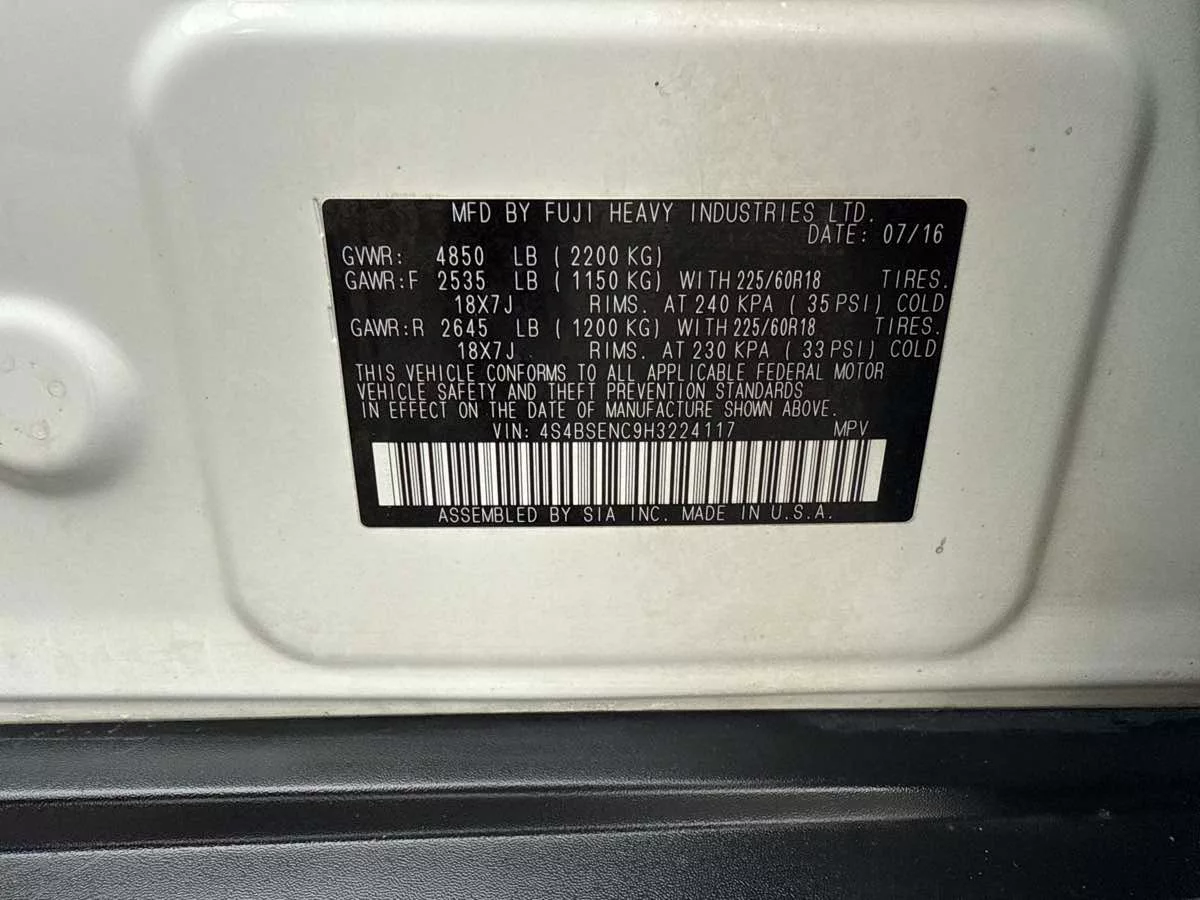 MFD BY FUJI HEAVY INDUSTRIES LTD.
DATE: 07/16
GVWR: 4850 LB (2200 KG)
GAWR:F 2535 LB (1150 KG) WITH 225/60R18 TIRES.
18X7J RIMS. AT 240 KPA (35 PSI) COLD
GAWR:R 2645 LB (1200 KG) WITH 225/60R18 TIRES.
18X7J RIMS. AT 230 KPA (33 PSI) COLD
THIS VEHICLE CONFORMS TO ALL APPLICABLE FEDERAL MOTOR
VEHICLE SAFETY AND THEFT PREVENTION STANDARDS
IN EFFECT ON THE DATE OF MANUFACTURE SHOWN ABOVE.
VIN: 4S4BSENC9H3224117 MPV
ASSEMBLED BY SIA INC. MADE IN U.S.A.